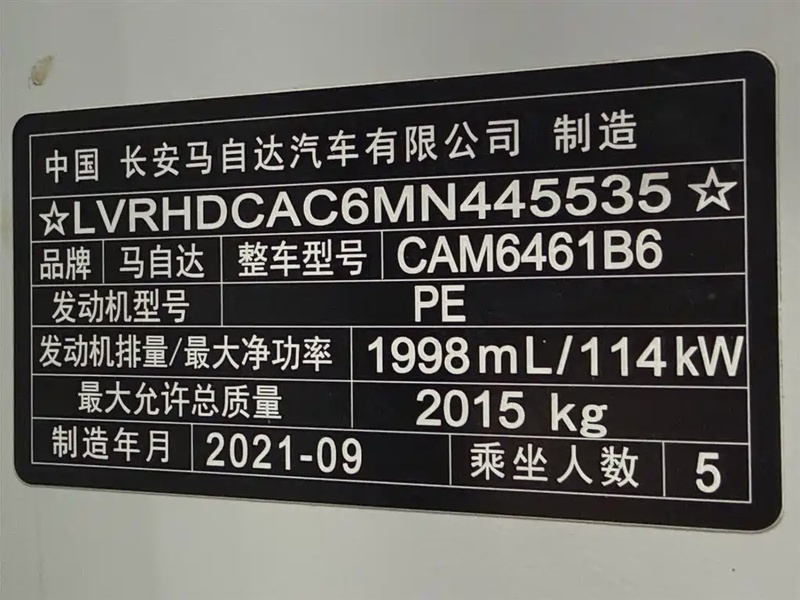 中国 长安马自达汽车有限公司 制造
☆LVRHDCAC6MN445535☆
品牌 马自达 整车型号 CAM6461B6
发动机型号 PE
发动机排量/最大净功率 1998mL/114kW
最大允许总质量 2015 kg
制造年月 2021-09 乘坐人数 5